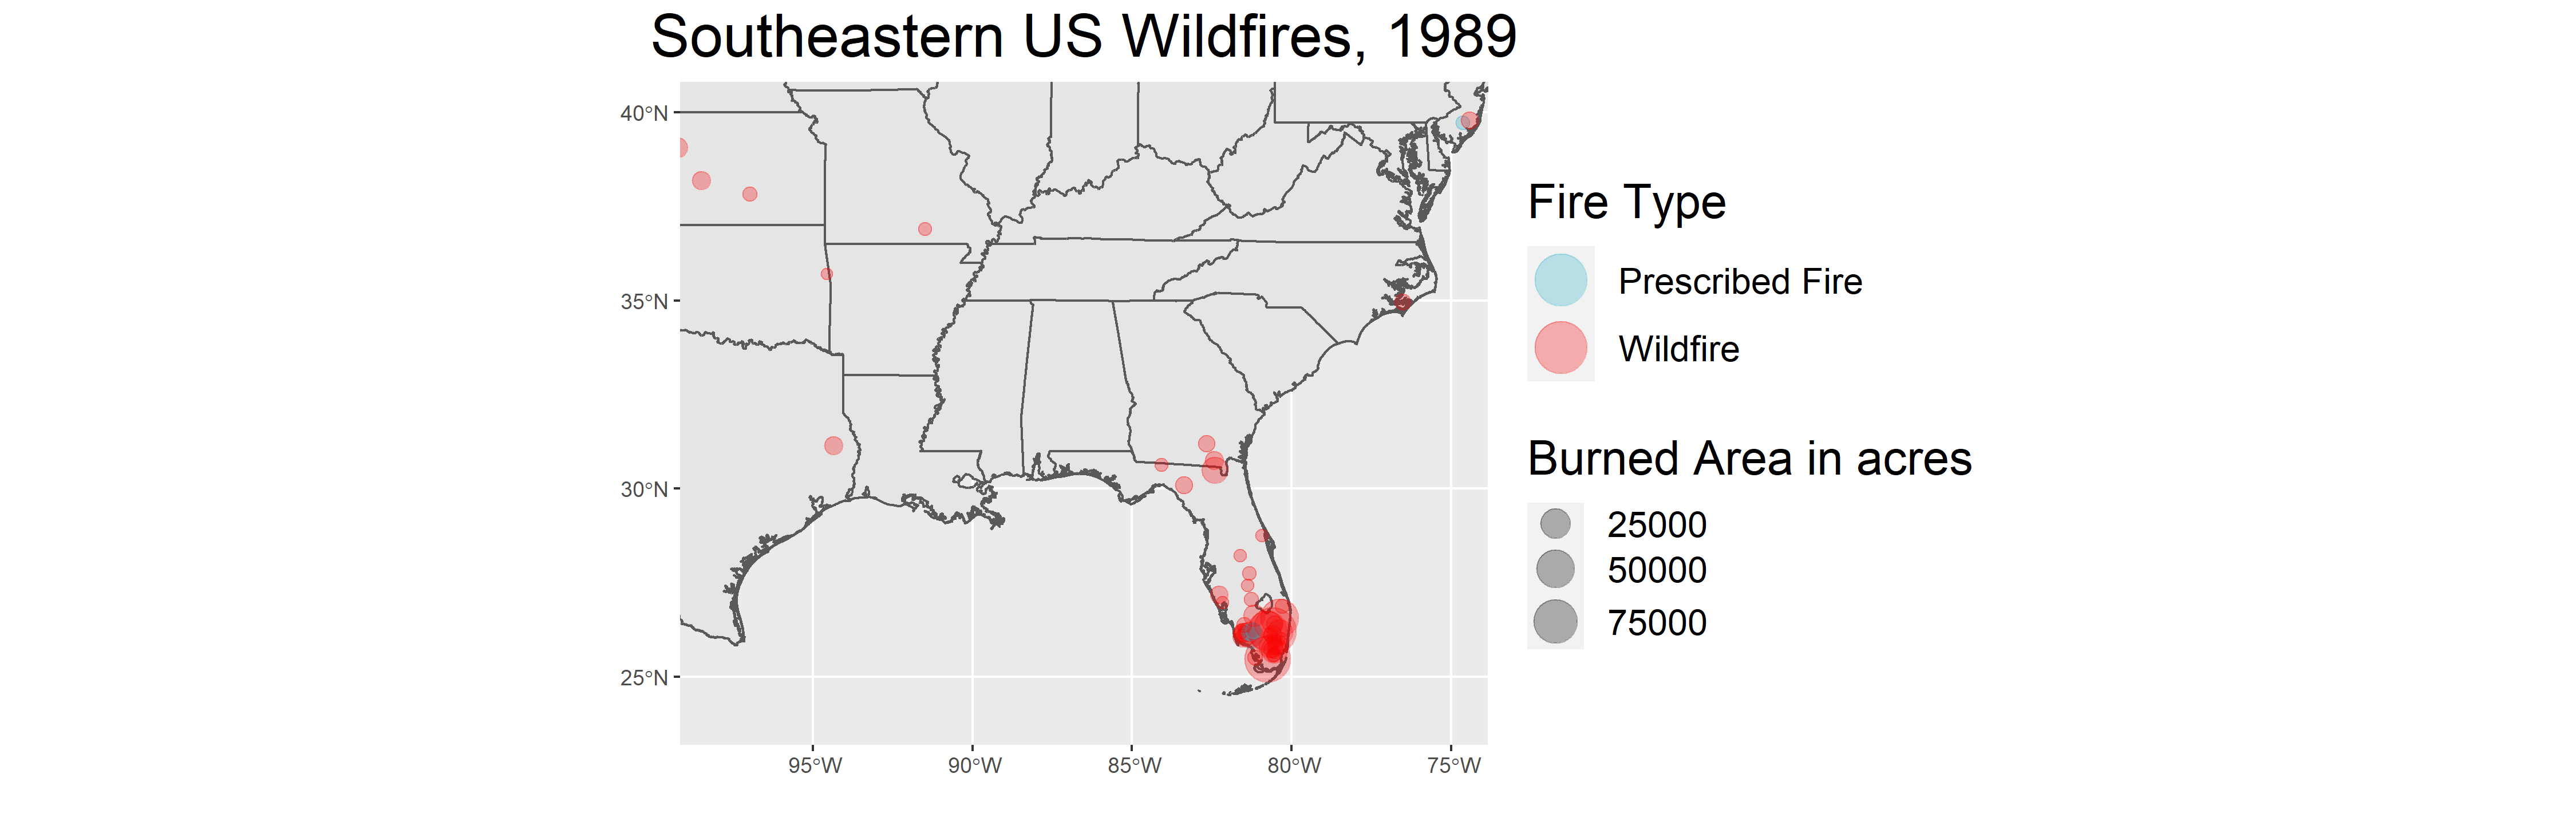 Southeastern US Wildfires, 1989
40°N
35°N
30°N
25°N
95°W
90°W
85°W
80°W
75°W
Fire Type
Prescribed Fire
Wildfire
Burned Area in acres
25000
50000
75000